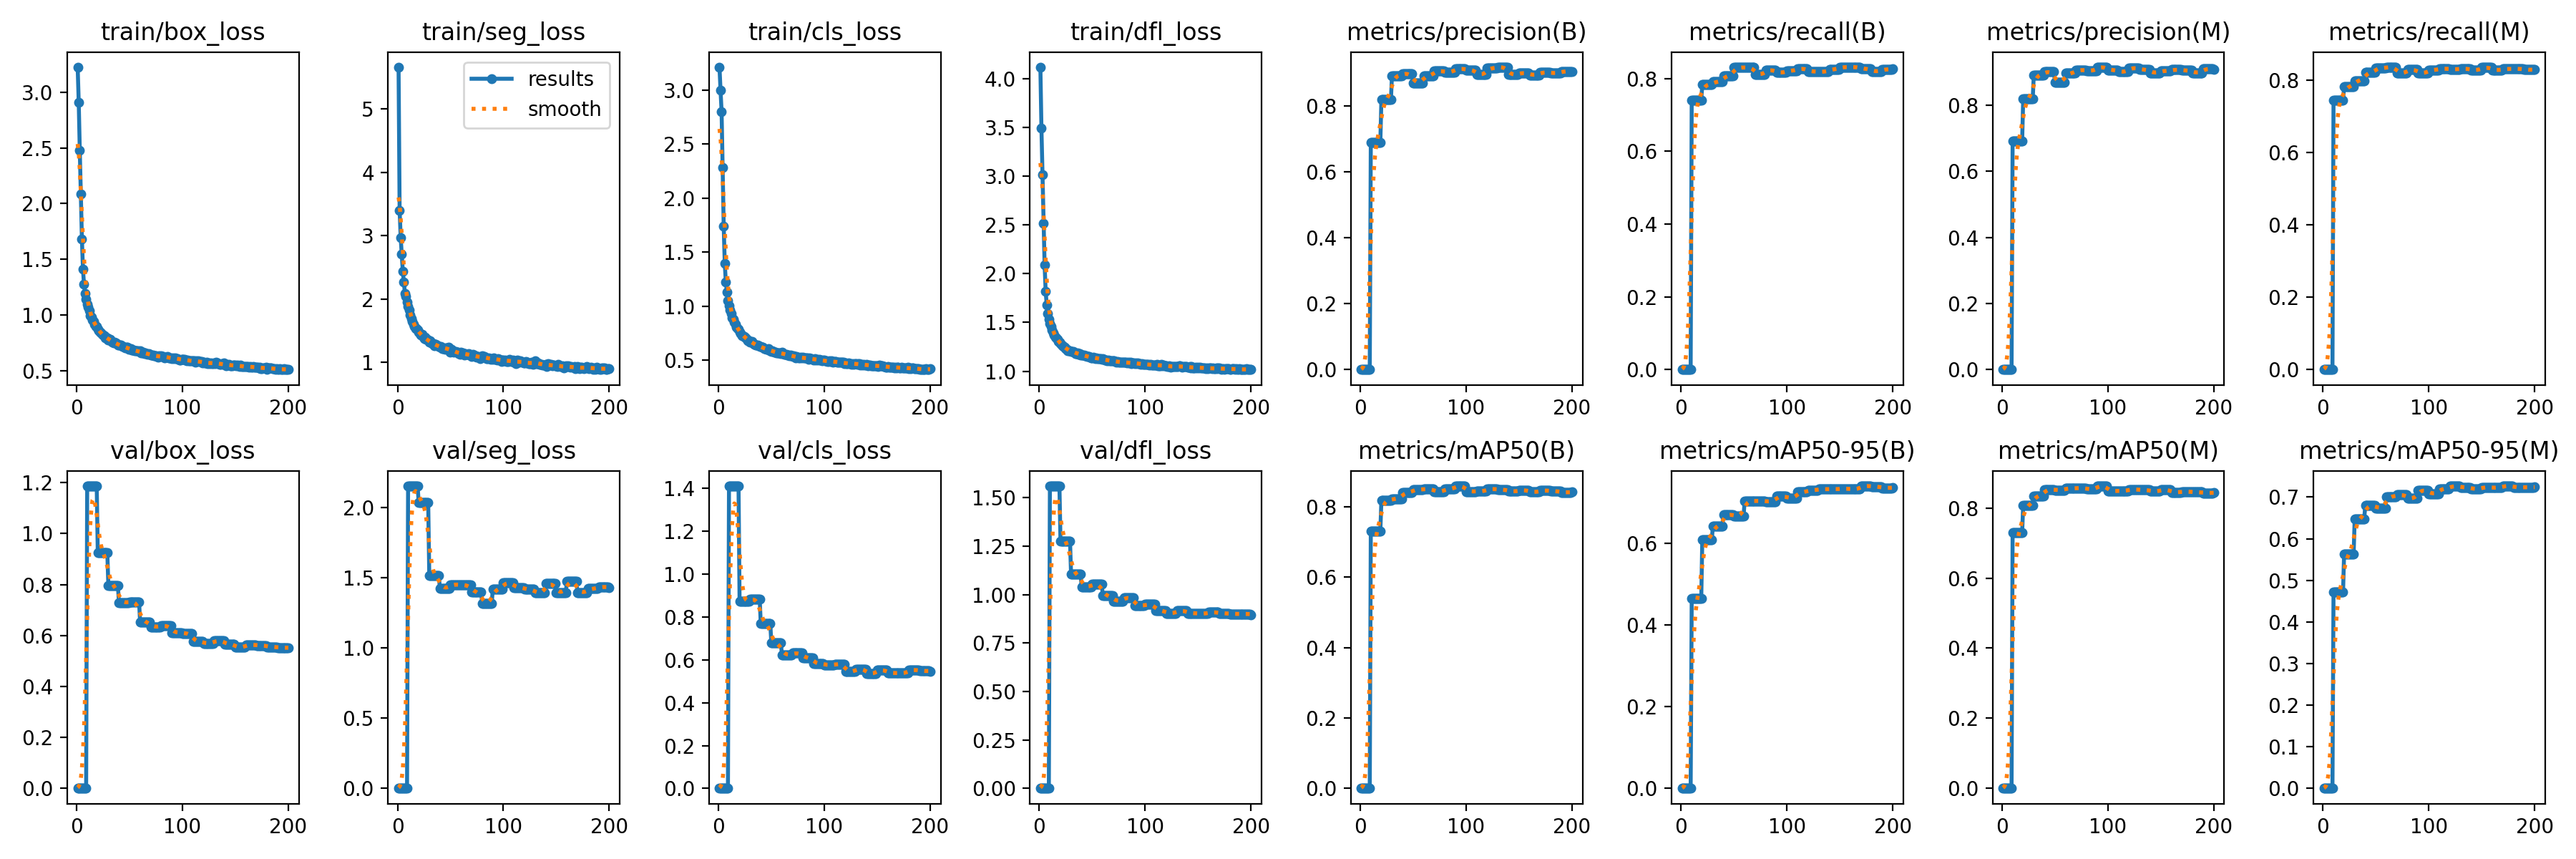 train/box_loss
train/seg_loss
train/cls_loss
train/dfl_loss
metrics/precision(B)
metrics/recall(B)
metrics/precision(M)
metrics/recall(M)
3.0
2.5
2.0
1.5
1.0
0.5
0 100 200
results
smooth
5
4
3
2
1
0 100 200
3.0
2.5
2.0
1.5
1.0
0.5
0 100 200
4.0
3.5
3.0
2.5
2.0
1.5
1.0
0 100 200
0.8
0.6
0.4
0.2
0.0
0 100 200
0.8
0.6
0.4
0.2
0.0
0 100 200
0.8
0.6
0.4
0.2
0.0
0 100 200
0.8
0.6
0.4
0.2
0.0
0 100 200
val/box_loss
val/seg_loss
val/cls_loss
val/dfl_loss
metrics/mAP50(B)
metrics/mAP50-95(B)
metrics/mAP50(M)
metrics/mAP50-95(M)
1.2
1.0
0.8
0.6
0.4
0.2
0.0
0 100 200
2.0
1.5
1.0
0.5
0.0
0 100 200
1.4
1.2
1.0
0.8
0.6
0.4
0.2
0.0
0 100 200
1.50
1.25
1.00
0.75
0.50
0.25
0.00
0 100 200
0.8
0.6
0.4
0.2
0.0
0 100 200
0.6
0.4
0.2
0.0
0 100 200
0.8
0.6
0.4
0.2
0.0
0 100 200
0.7
0.6
0.5
0.4
0.3
0.2
0.1
0.0
0 100 200